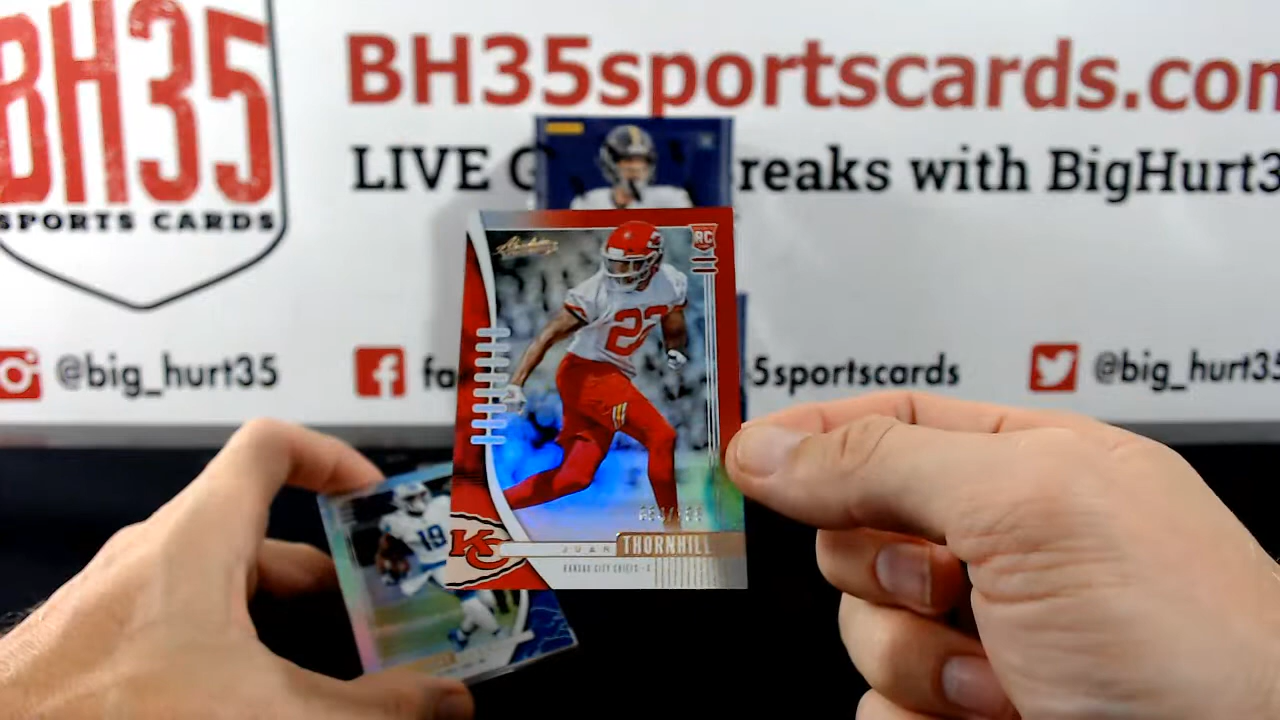 BH35
SPORTS CARDS
BH35sportscards.com
LIVE G reaks with BigHurt3
@big_hurt35
fa 5sportscards
@big_hurt35
Absolute
RC
22
KC
JUAN THORNHILL
KANSAS CITY CHIEFS - S
19